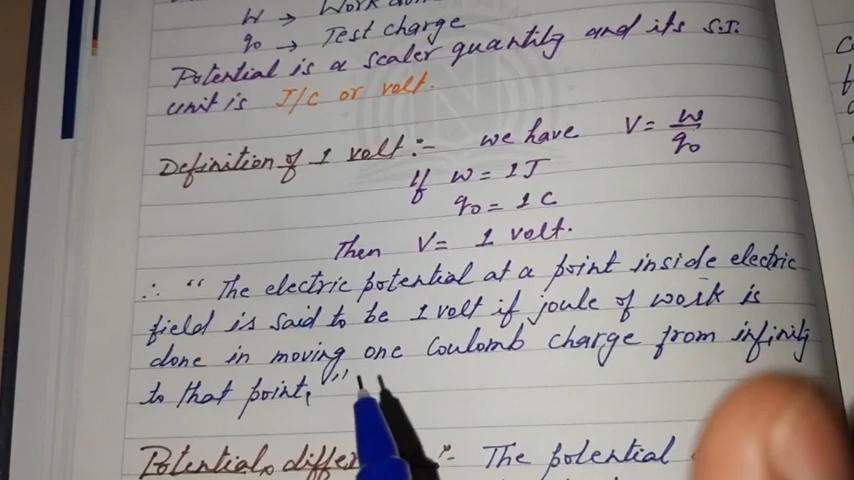 W → Work
q0 → Test charge
Potential is a scaler quantity and its S.I.
unit is J/C or volt.
Definition of 1 volt :- we have V = W/q0
If W = 1J
q0 = 1 C
Then V = 1 volt.
∴ " The electric potential at a point inside electric
field is said to be 1 volt if joule of work is
done in moving one Coulomb charge from infinity
to that point,"
Potential :- The potential